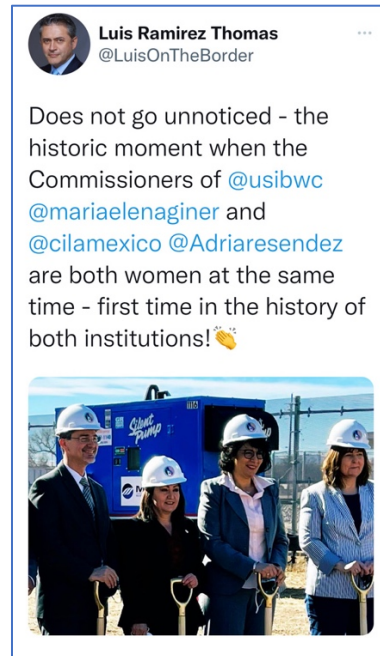 Luis Ramirez Thomas
@LuisOnTheBorder
Does not go unnoticed - the
historic moment when the
Commissioners of @usibwc
@mariaelenaginer and
@cilamexico @Adriaresendez
are both women at the same
time - first time in the history of
both institutions!👏
Silent
Pump